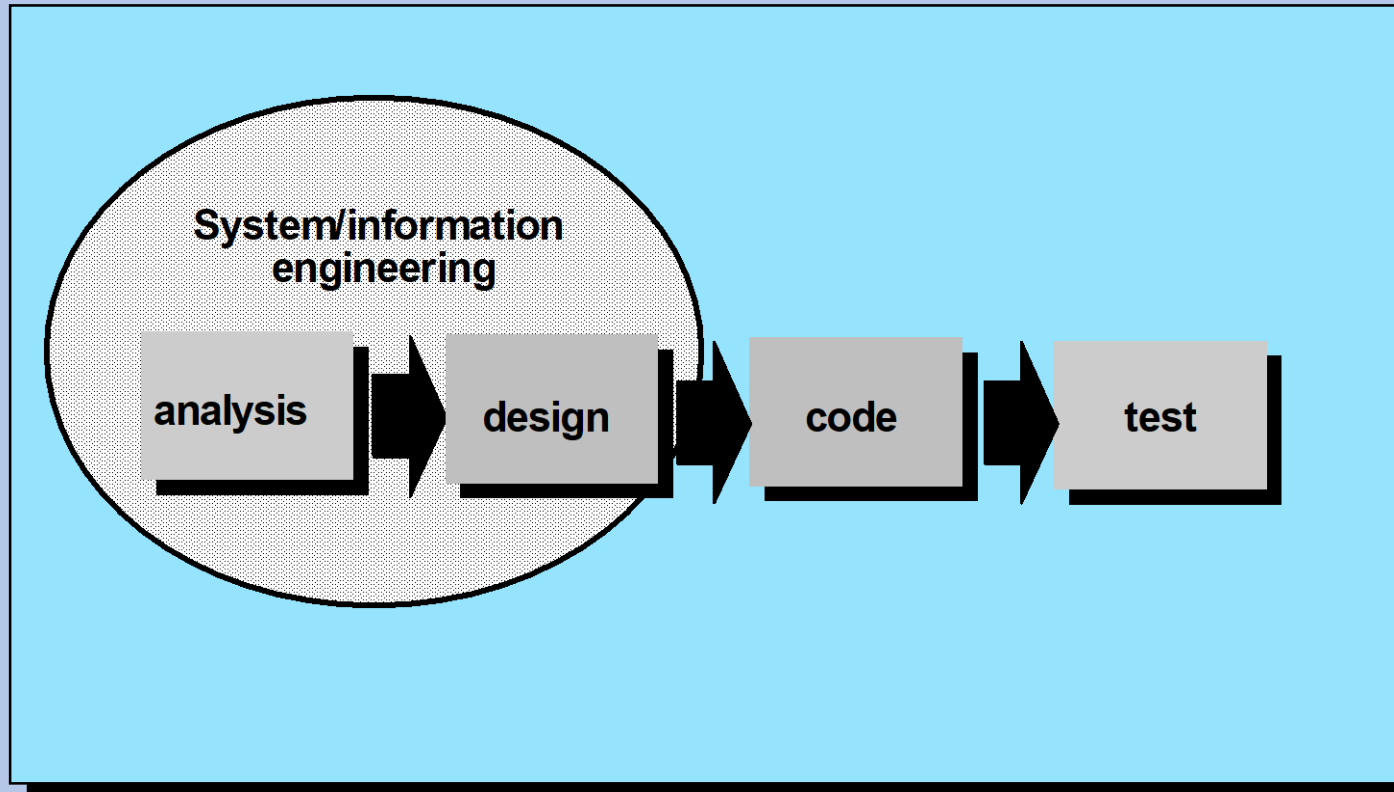 System/information
engineering
analysis
design
code
test